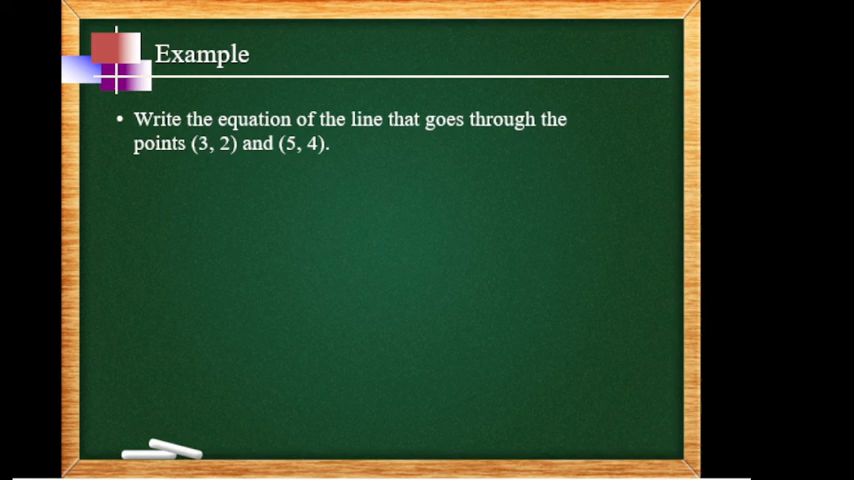 Example
• Write the equation of the line that goes through the
points (3, 2) and (5, 4).